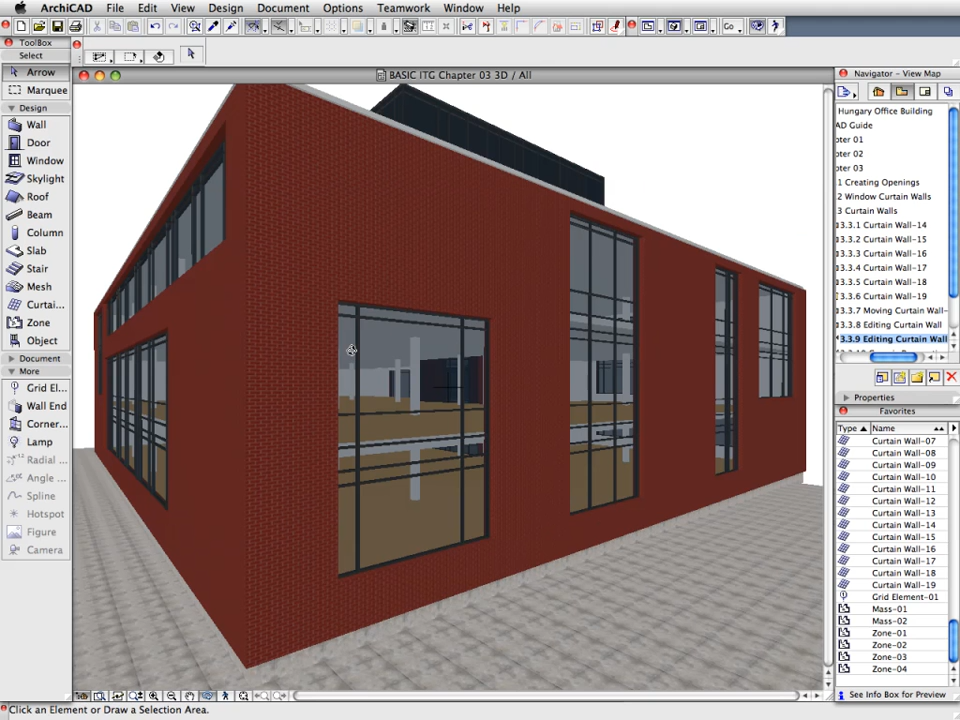 ArchiCAD File Edit View Design Document Options Teamwork Window Help
Go...
ToolBox
Select
Arrow
Marquee
Design
Wall
Door
Window
Skylight
Roof
Beam
Column
Slab
Stair
Mesh
Curtai...
Zone
Object
Document
More
Grid El...
Wall End
Corner...
Lamp
Radial ...
Angle ...
Spline
Hotspot
Figure
Camera
BASIC ITG Chapter 03 3D / All
Navigator - View Map
Hungary Office Building
AD Guide
oter 01
oter 02
oter 03
1 Creating Openings
2 Window Curtain Walls
3 Curtain Walls
3.3.1 Curtain Wall-14
3.3.2 Curtain Wall-15
3.3.3 Curtain Wall-16
3.3.4 Curtain Wall-17
3.3.5 Curtain Wall-18
3.3.6 Curtain Wall-19
3.3.7 Moving Curtain Wall-
3.3.8 Editing Curtain Wall
3.3.9 Editing Curtain Wall
Properties
Favorites
Type Name
Curtain Wall-07
Curtain Wall-08
Curtain Wall-09
Curtain Wall-10
Curtain Wall-11
Curtain Wall-12
Curtain Wall-13
Curtain Wall-14
Curtain Wall-15
Curtain Wall-16
Curtain Wall-17
Curtain Wall-18
Curtain Wall-19
Grid Element-01
Mass-01
Mass-02
Zone-01
Zone-02
Zone-03
Zone-04
See Info Box for Preview
Click an Element or Draw a Selection Area.